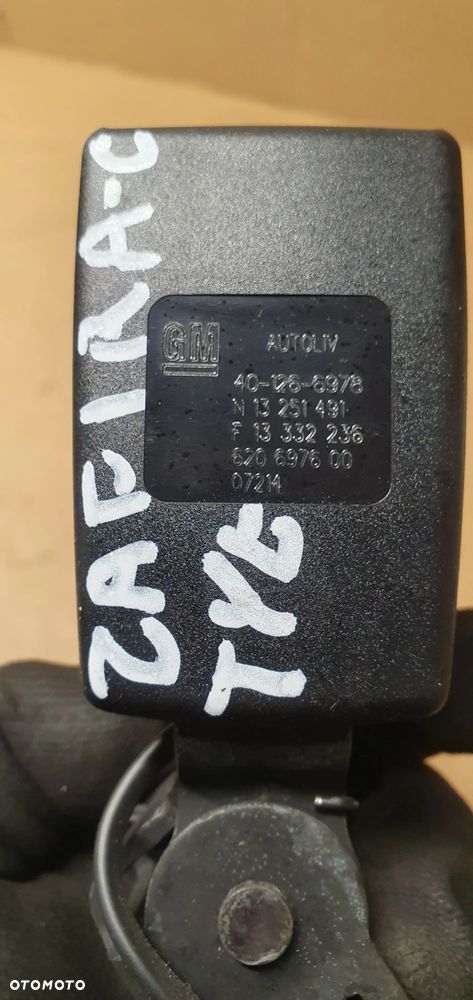 ZAFIRA-C
TYŁ
GM
AUTOLIV
40-126-6978
N 13 251 491
F 13 332 236
620 6976 00
07214
OTOMOTO